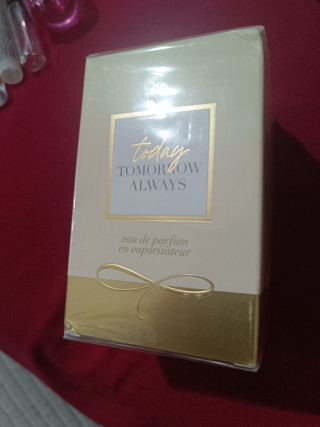 today
TOMORROW
ALWAYS
eau de parfum
en vaporisateur